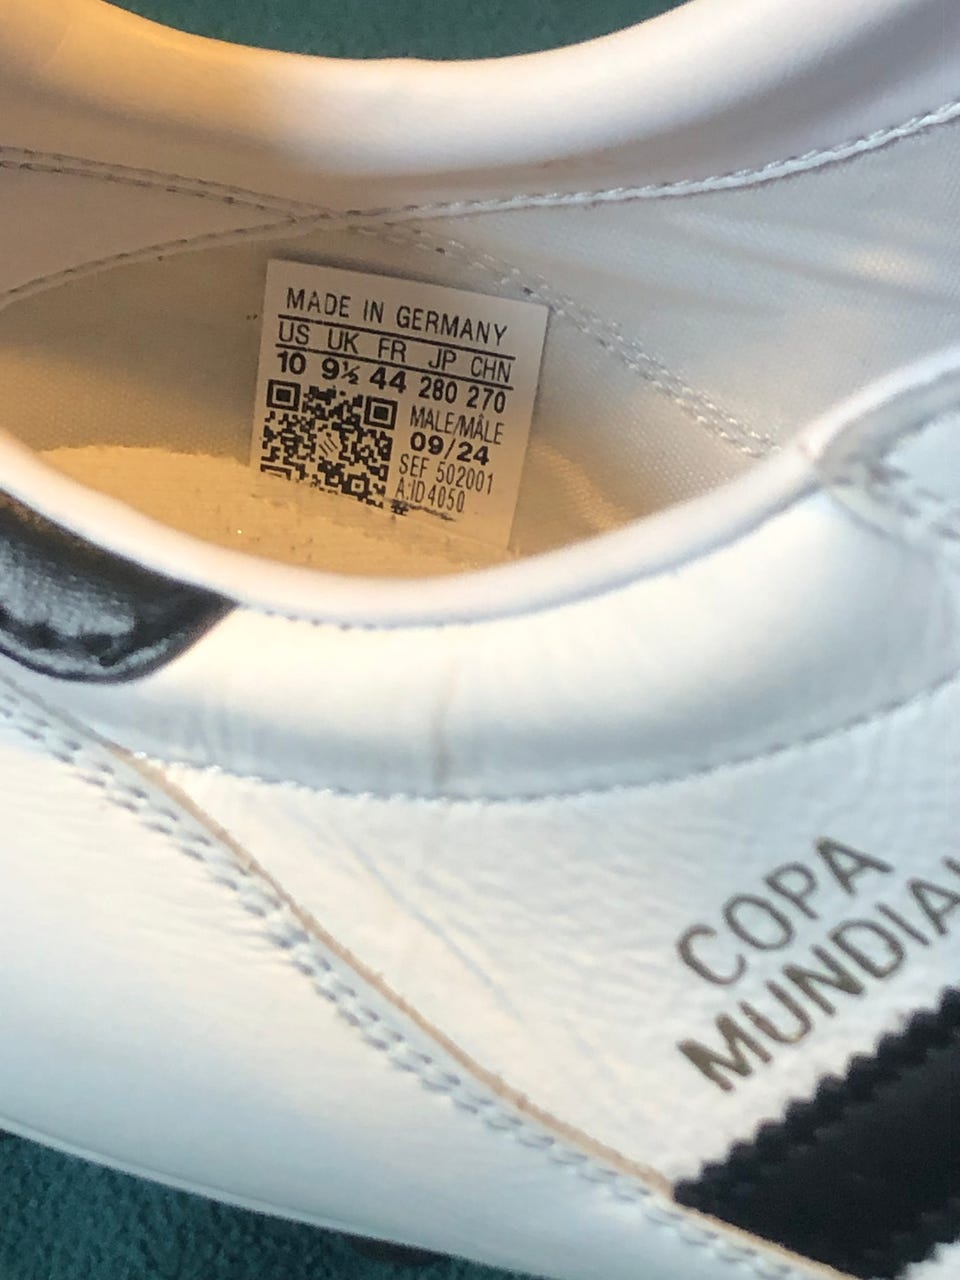 MADE IN GERMANY
US UK FR JP CHN
10 9½ 44 280 270
MALE/MÂLE
09/24
SEF 502001
A:ID4050
COPA
MUNDIAL